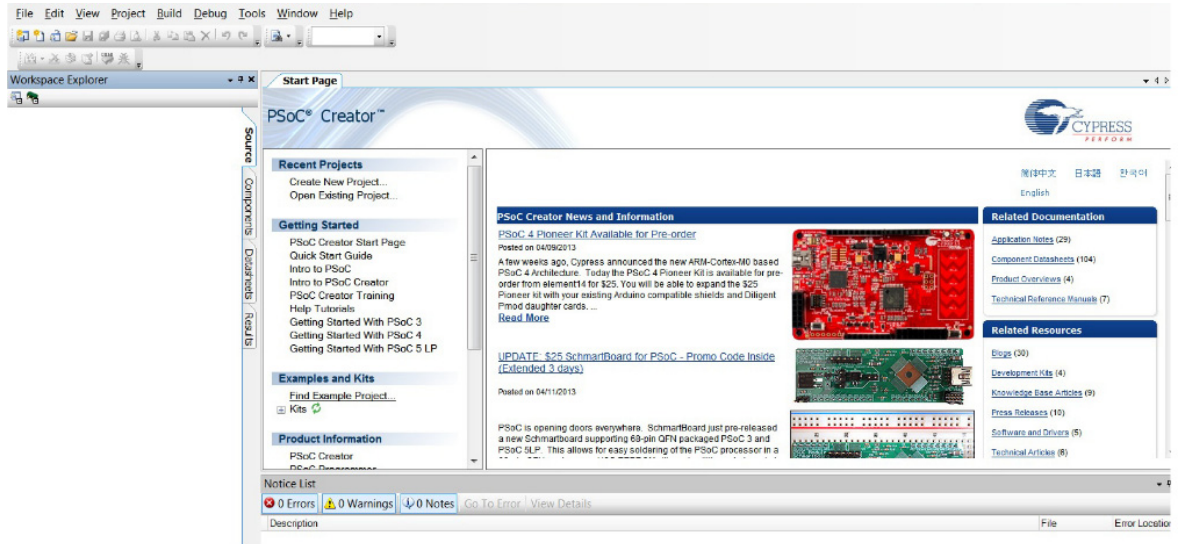 File Edit View Project Build Debug Tools Window Help
Workspace Explorer
Start Page
PSoC® Creator™
CYPRESS
PERFORM
Source
Components
Datasheets
Results
Recent Projects
Create New Project...
Open Existing Project...
Getting Started
PSoC Creator Start Page
Quick Start Guide
Intro to PSoC
Intro to PSoC Creator
PSoC Creator Training
Help Tutorials
Getting Started With PSoC 3
Getting Started With PSoC 4
Getting Started With PSoC 5 LP
Examples and Kits
Find Example Project...
Kits
Product Information
PSoC Creator
PSoC Programmer
简体中文 日本語 한국어
English
PSoC Creator News and Information
PSoC 4 Pioneer Kit Available for Pre-order
Posted on 04/09/2013
A few weeks ago, Cypress announced the new ARM-Cortex-M0 based
PSoC 4 Architecture. Today the PSoC 4 Pioneer Kit is available for pre-
order from element14 for $25. You will be able to expand the $25
Pioneer kit with your existing Arduino compatible shields and Diligent
Pmod daughter cards. ...
Read More
UPDATE: $25 SchmartBoard for PSoC - Promo Code Inside
(Extended 3 days)
Posted on 04/11/2013
PSoC is opening doors everywhere. SchmartBoard just pre-released
a new Schmartboard supporting 68-pin QFN packaged PSoC 3 and
PSoC 5LP. This allows for easy soldering of the PSoC processor in a
Related Documentation
Application Notes (29)
Component Datasheets (104)
Product Overviews (4)
Technical Reference Manuals (7)
Related Resources
Blogs (30)
Development Kits (4)
Knowledge Base Articles (9)
Press Releases (10)
Software and Drivers (5)
Technical Articles (8)
Notice List
0 Errors 0 Warnings 0 Notes Go To Error View Details
Description File Error Location